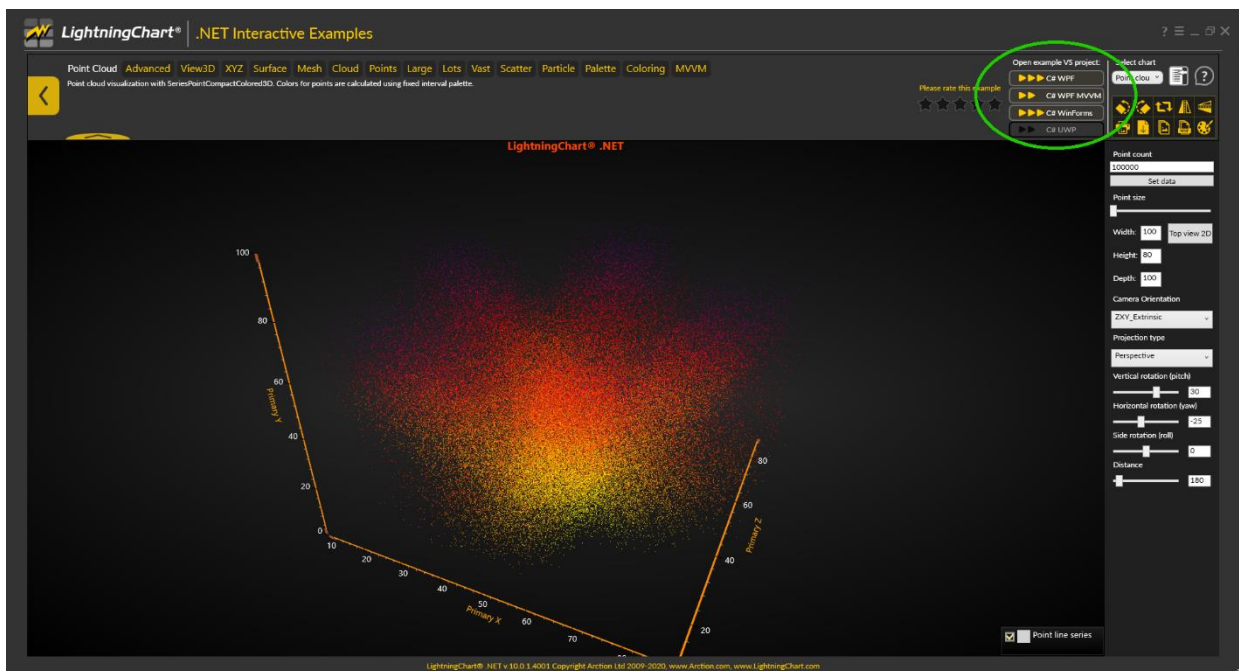 LightningChart® .NET Interactive Examples
? 
Point Cloud Advanced View3D XYZ Surface Mesh Cloud Points Large Lots Vast Scatter Particle Palette Coloring MVVM
Point cloud visualization with SeriesPointCompactColored3D. Colors for points are calculated using fixed interval palette.
Please rate this example
Open example VS project:
C# WPF
C# WPF MVVM
C# WinForms
C# UWP
Select chart
Point clou
?
LightningChart® .NET
Point count
100000
Set data
Point size
Width: 100 Top view 2D
Height: 80
Depth: 100
Camera Orientation
ZXY_Extrinsic
Projection type
Perspective
Vertical rotation (pitch)
30
Horizontal rotation (yaw)
-25
Side rotation (roll)
0
Distance
180
100
80
60
Primary Y
40
20
0
10
20
30
40
50
Primary X
60
70
80
60
Primary Z
40
20
Point line series
LightningChart® .NET v.10.0.1.4001 Copyright Arction Ltd 2009-2020, www.Arction.com, www.LightningChart.com